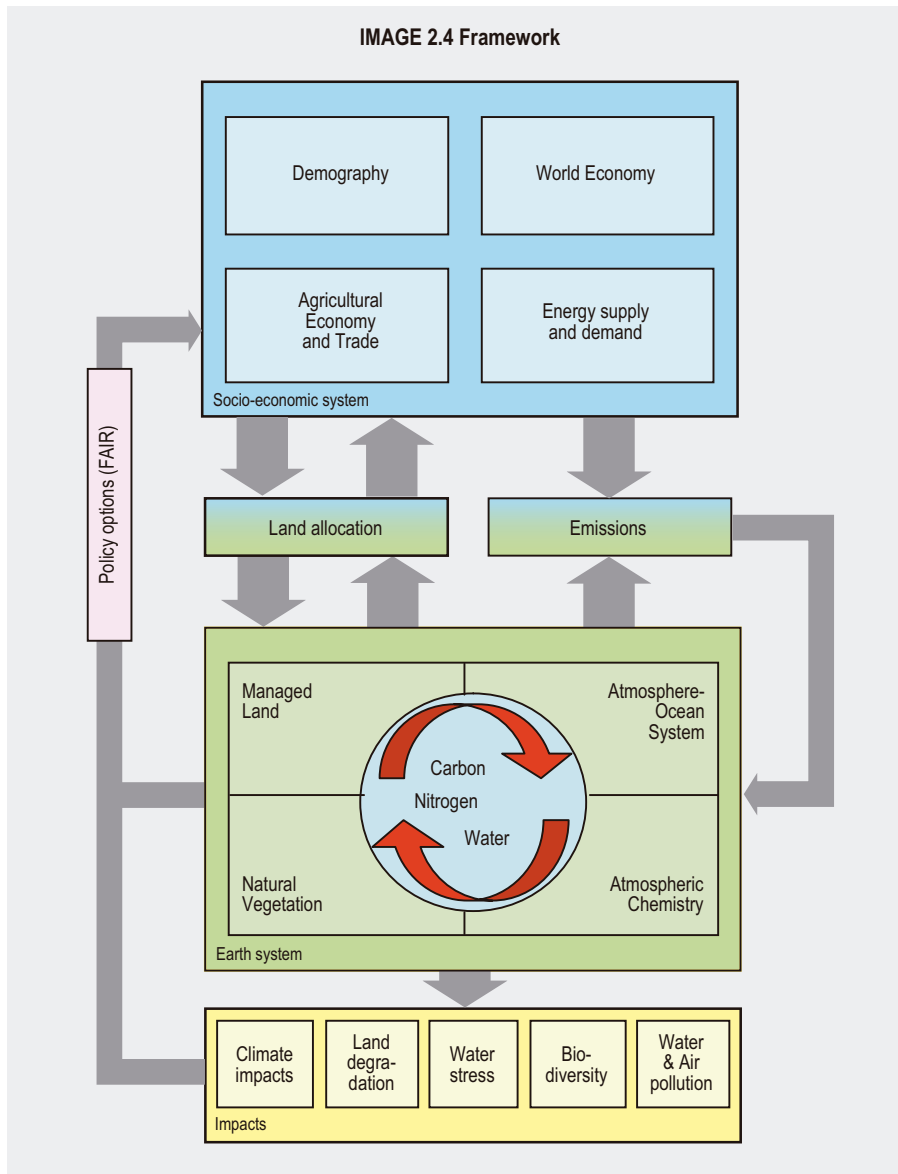 IMAGE 2.4 Framework
Demography
World Economy
Agricultural
Economy
and Trade
Energy supply
and demand
Socio-economic system
Policy options (FAIR)
Land allocation
Emissions
Managed
Land
Atmosphere-
Ocean
System
Carbon
Nitrogen
Water
Natural
Vegetation
Atmospheric
Chemistry
Earth system
Climate
impacts
Land
degra-
dation
Water
stress
Bio-
diversity
Water
& Air
pollution
Impacts